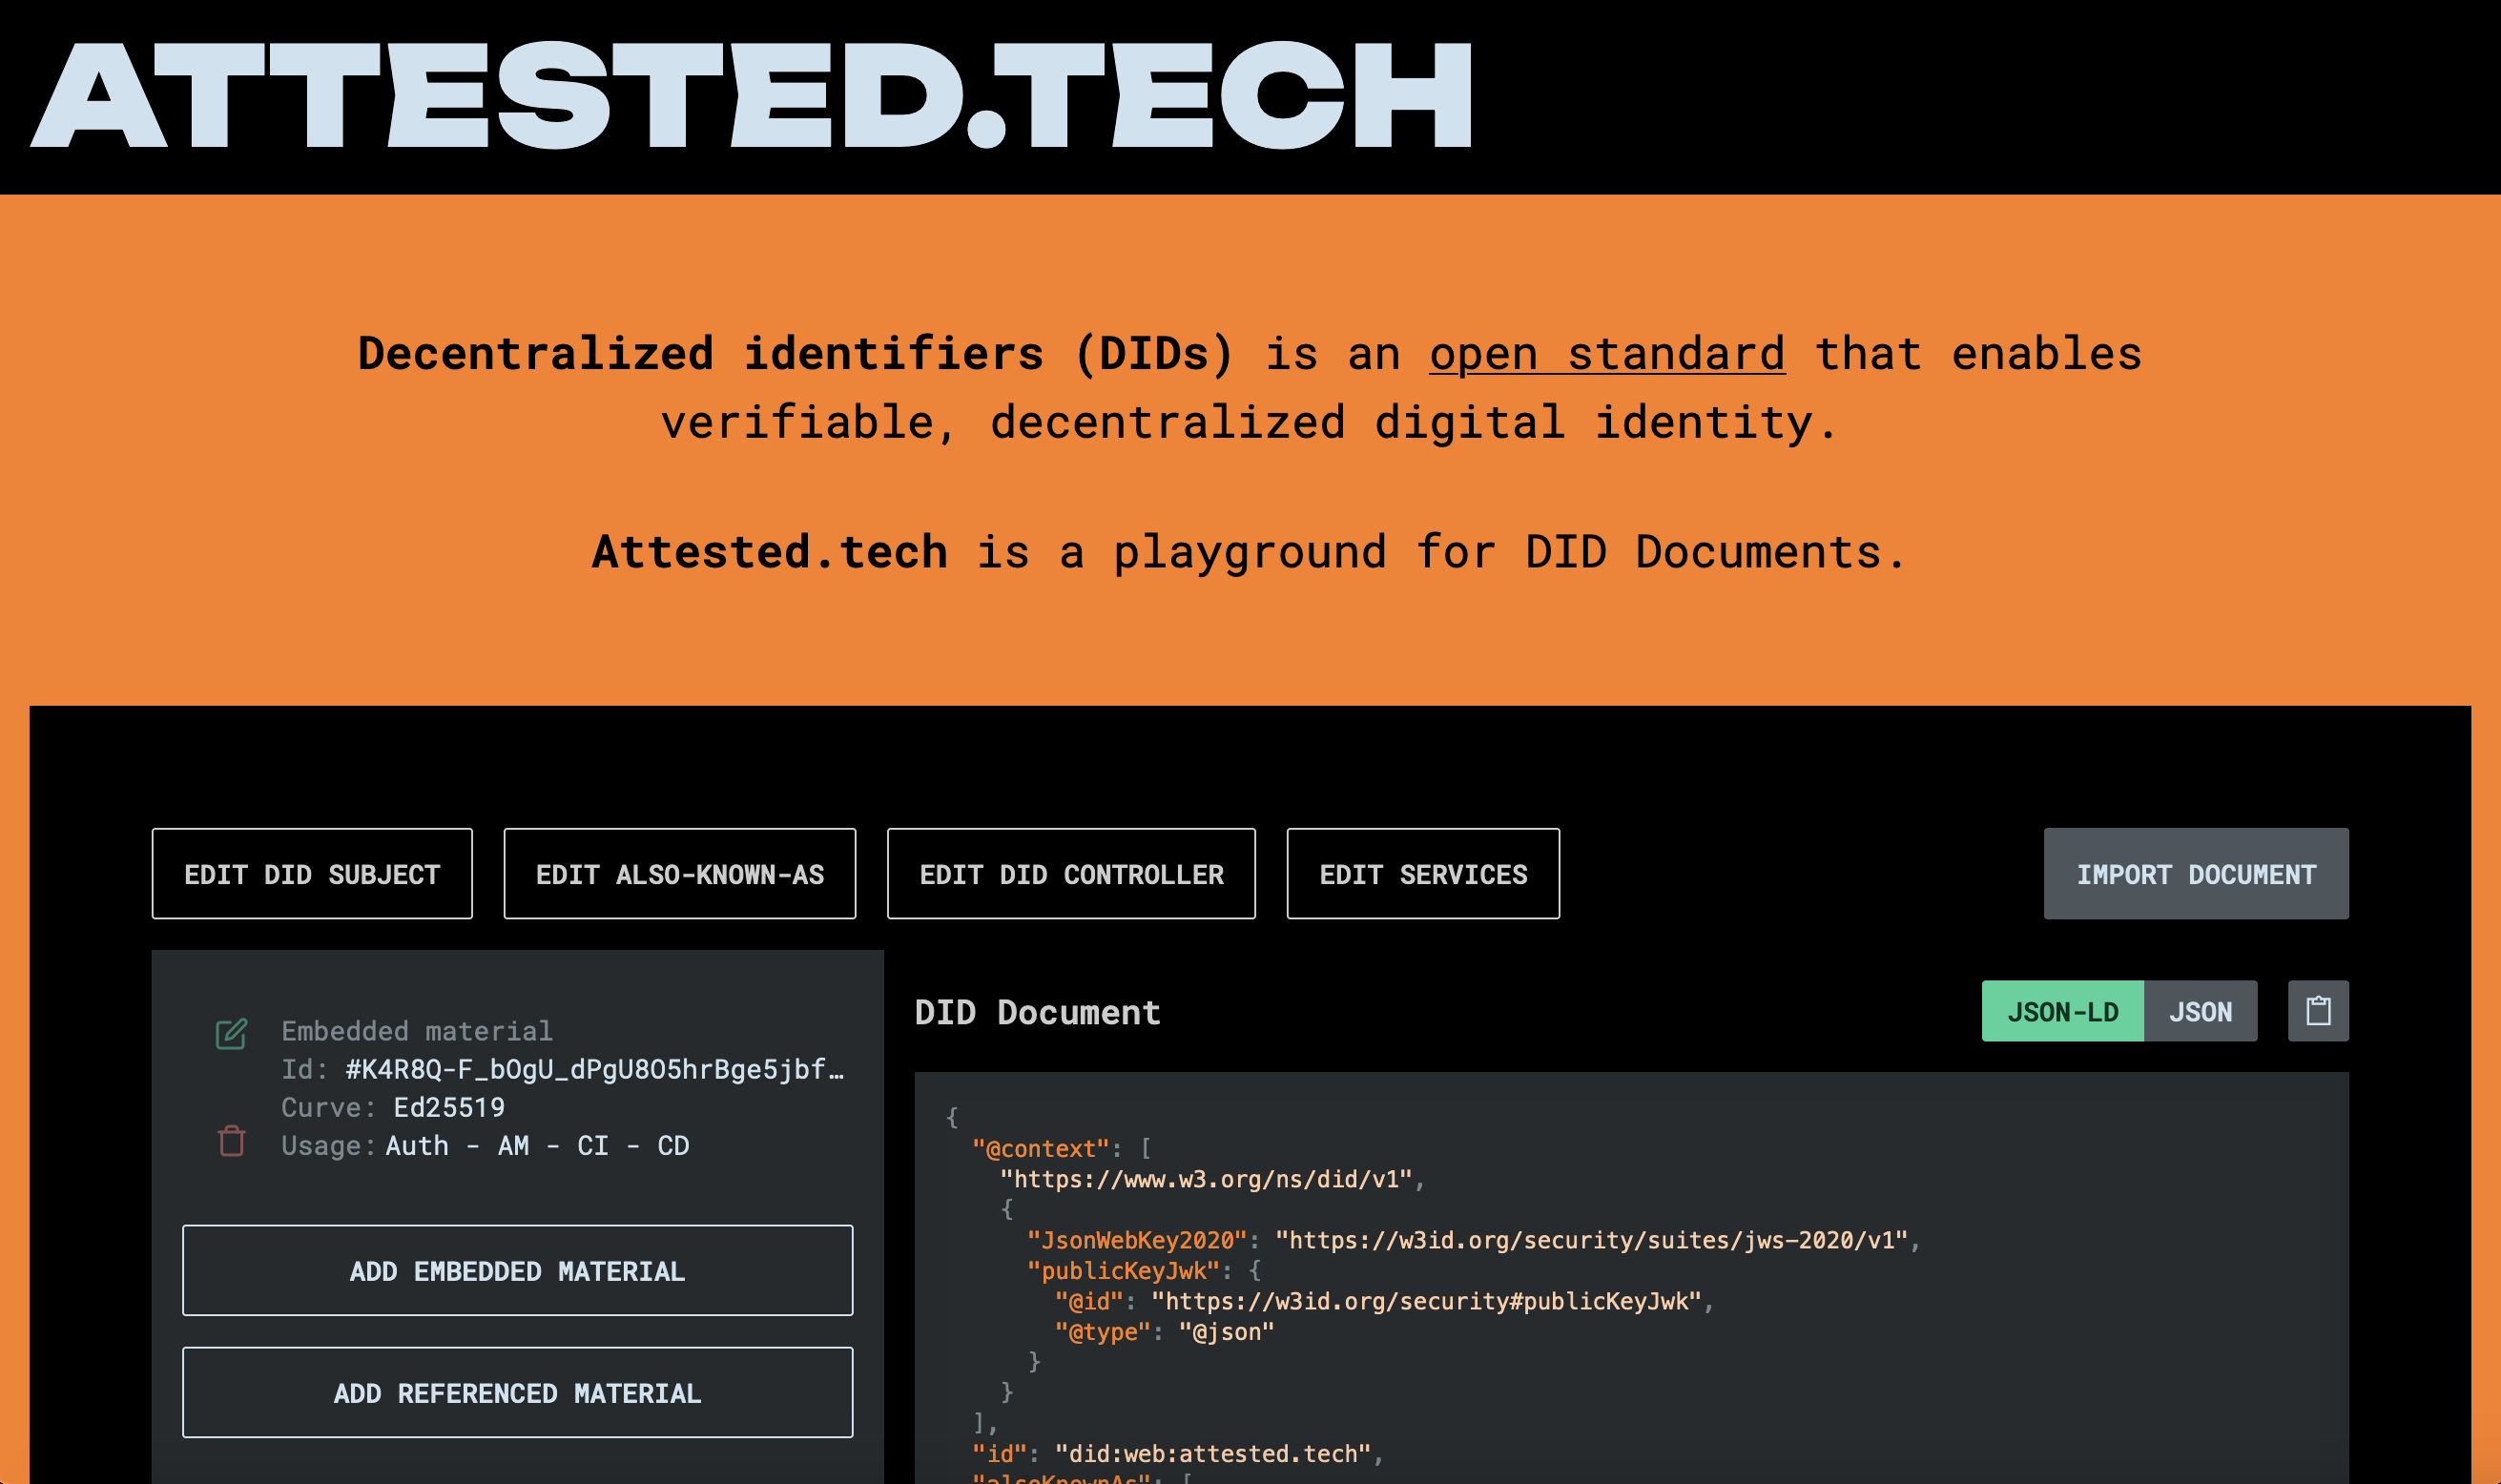 ATTESTED.TECH
Decentralized identifiers (DIDs) is an open standard that enables
verifiable, decentralized digital identity.
Attested.tech is a playground for DID Documents.
EDIT DID SUBJECT
EDIT ALSO-KNOWN-AS
EDIT DID CONTROLLER
EDIT SERVICES
IMPORT DOCUMENT
Embedded material
Id: #K4R8Q-F_bOgU_dPgU8O5hrBge5jbf…
Curve: Ed25519
Usage: Auth - AM - CI - CD
ADD EMBEDDED MATERIAL
ADD REFERENCED MATERIAL
DID Document
JSON-LD
JSON
{
"@context": [
"https://www.w3.org/ns/did/v1",
{
"JsonWebKey2020": "https://w3id.org/security/suites/jws-2020/v1",
"publicKeyJwk": {
"@id": "https://w3id.org/security#publicKeyJwk",
"@type": "@json"
}
}
],
"id": "did:web:attested.tech",
"alsoKnownAs": [